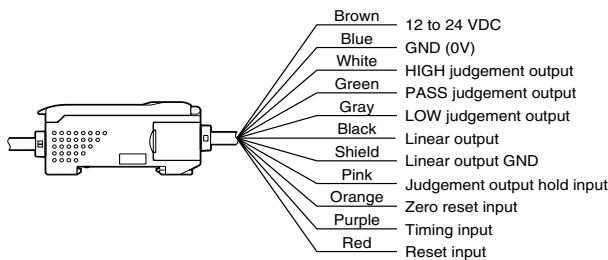 Brown 12 to 24 VDC
Blue GND (0V)
White HIGH judgement output
Green PASS judgement output
Gray LOW judgement output
Black Linear output
Shield Linear output GND
Pink Judgement output hold input
Orange Zero reset input
Purple Timing input
Red Reset input